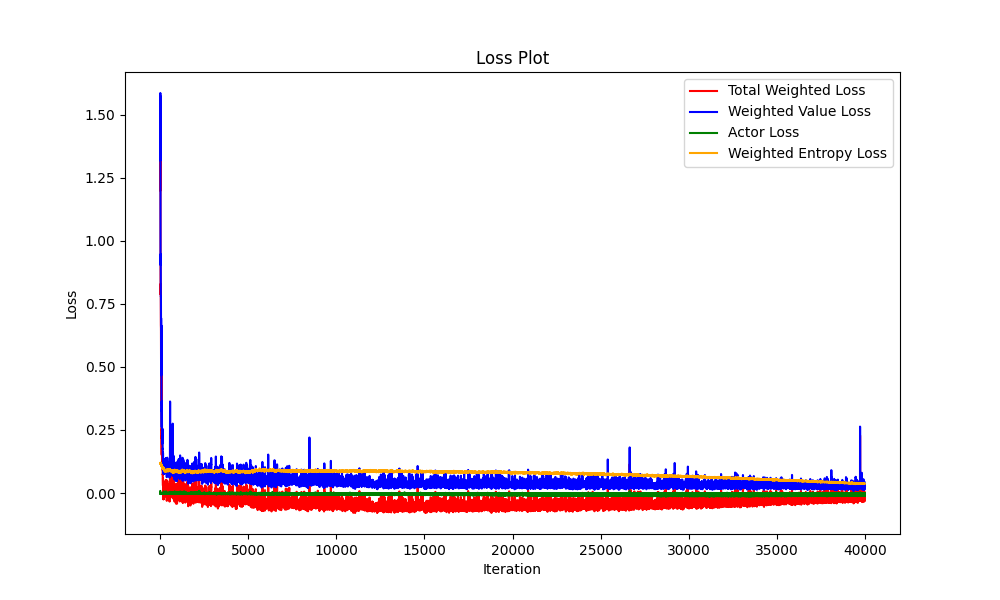 Loss Plot
Total Weighted Loss
Weighted Value Loss
Actor Loss
Weighted Entropy Loss
1.50
1.25
1.00
0.75
0.50
0.25
0.00
Loss
0 5000 10000 15000 20000 25000 30000 35000 40000
Iteration